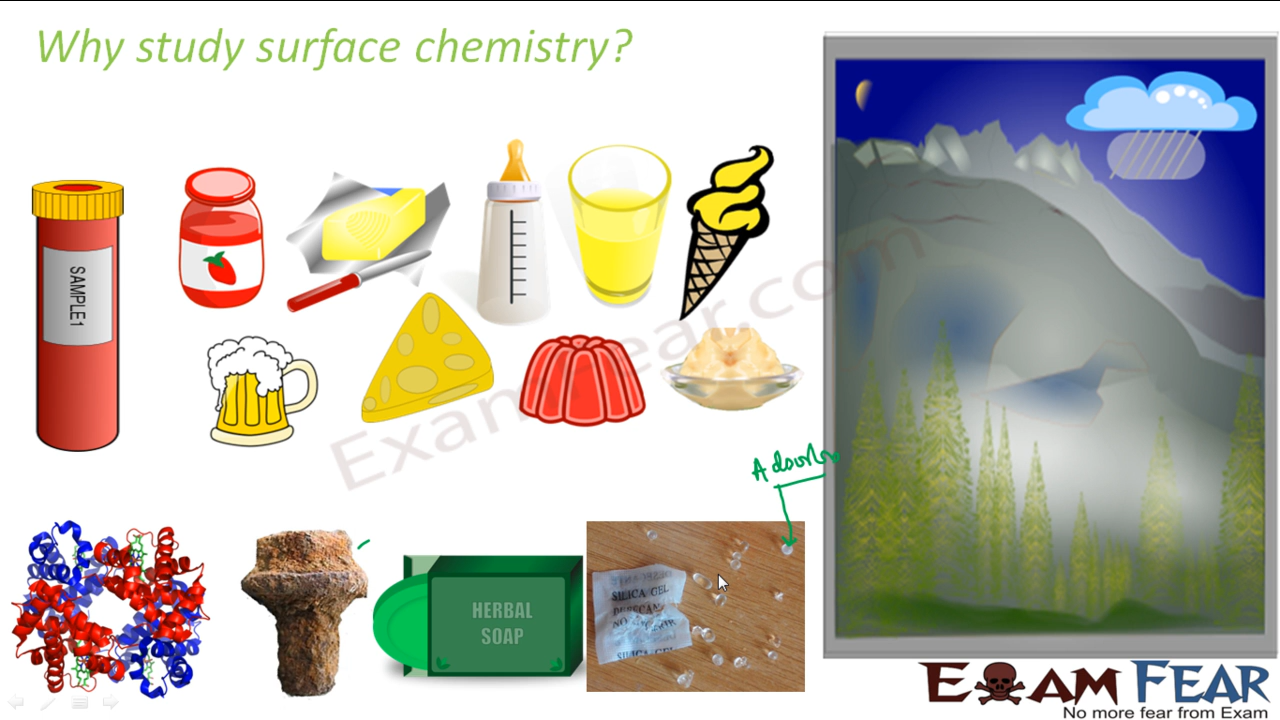 Why study surface chemistry?
SAMPLE1
ExamFear.com
HERBAL
SOAP
SILICA GEL
SILICA GEL
EXAM FEAR
No more fear from Exam